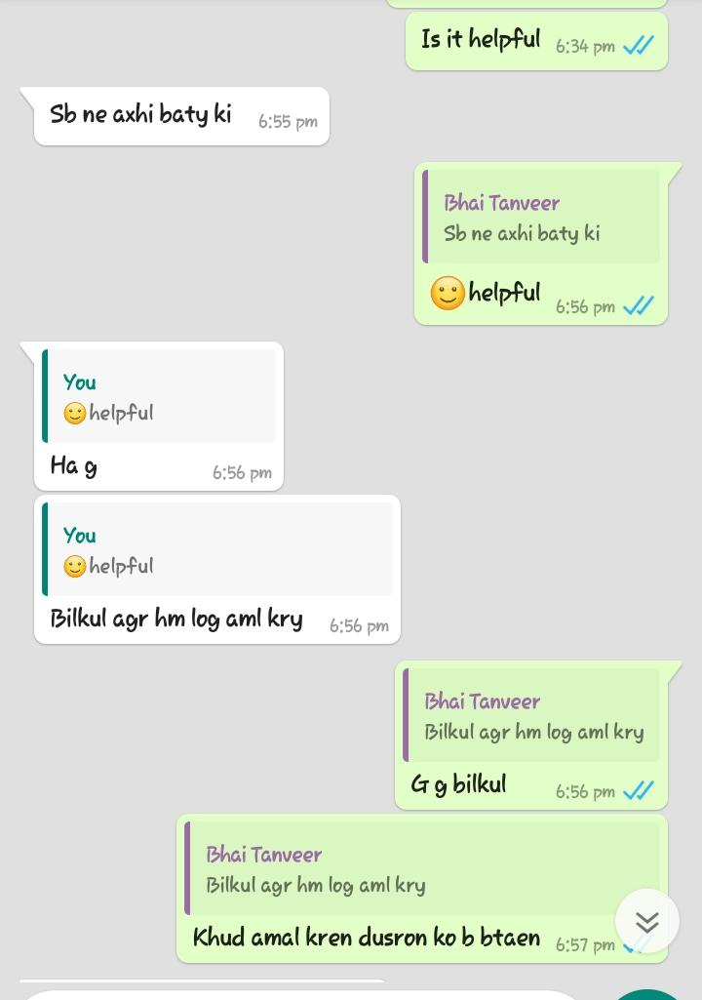 Is it helpful 6:34 pm
Sb ne axhi baty ki 6:55 pm
Bhai Tanveer
Sb ne axhi baty ki
🙂helpful 6:56 pm
You
🙂helpful
Ha g 6:56 pm
You
🙂helpful
Bilkul agr hm log aml kry 6:56 pm
Bhai Tanveer
Bilkul agr hm log aml kry
G g bilkul 6:56 pm
Bhai Tanveer
Bilkul agr hm log aml kry
Khud amal kren dusron ko b btaen 6:57 pm